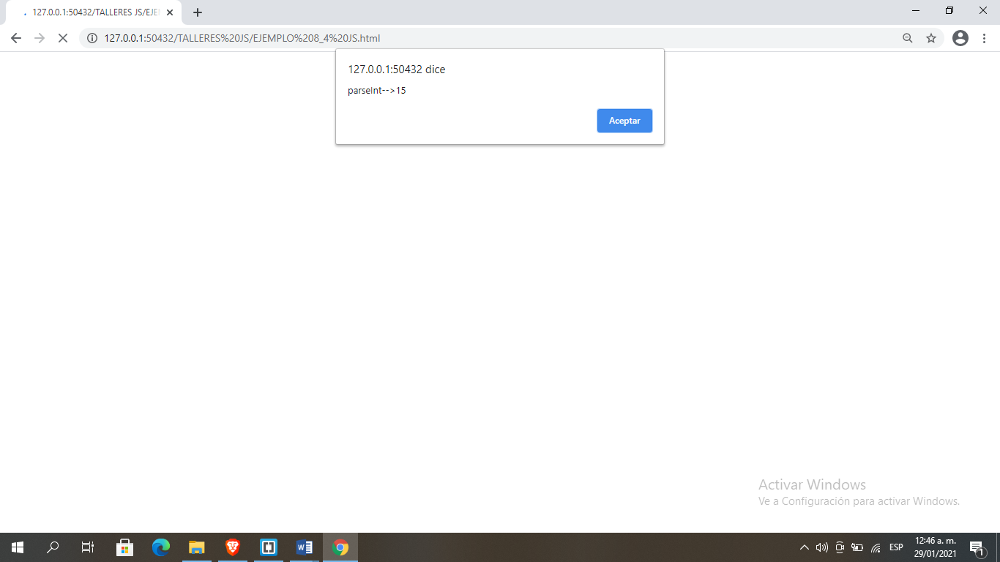 127.0.0.1:50432/TALLERES JS/EJE
127.0.0.1:50432/TALLERES%20JS/EJEMPLO%208_4%20JS.html
127.0.0.1:50432 dice
parseInt-->15
Aceptar
Activar Windows
Ve a Configuración para activar Windows.
ESP
12:46 a. m.
29/01/2021
1